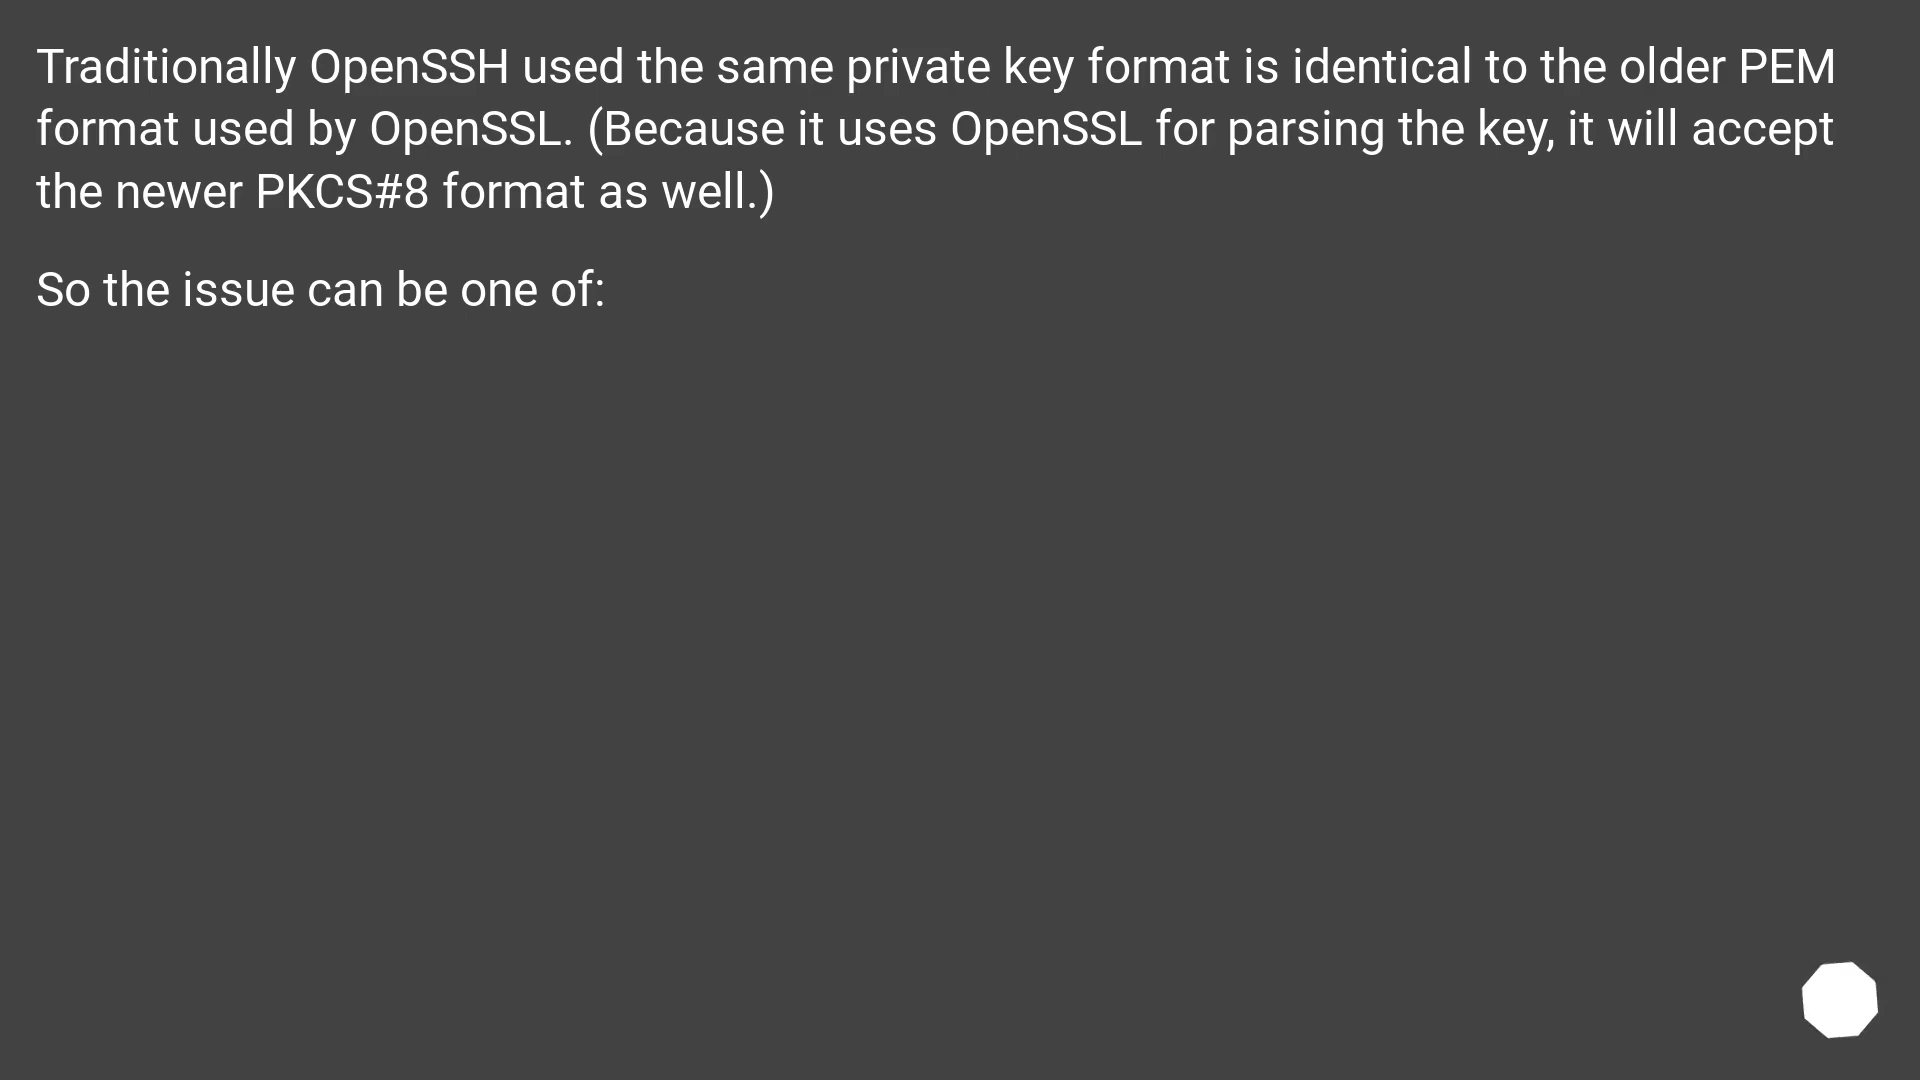 Traditionally OpenSSH used the same private key format is identical to the older PEM
format used by OpenSSL. (Because it uses OpenSSL for parsing the key, it will accept
the newer PKCS#8 format as well.)
So the issue can be one of: